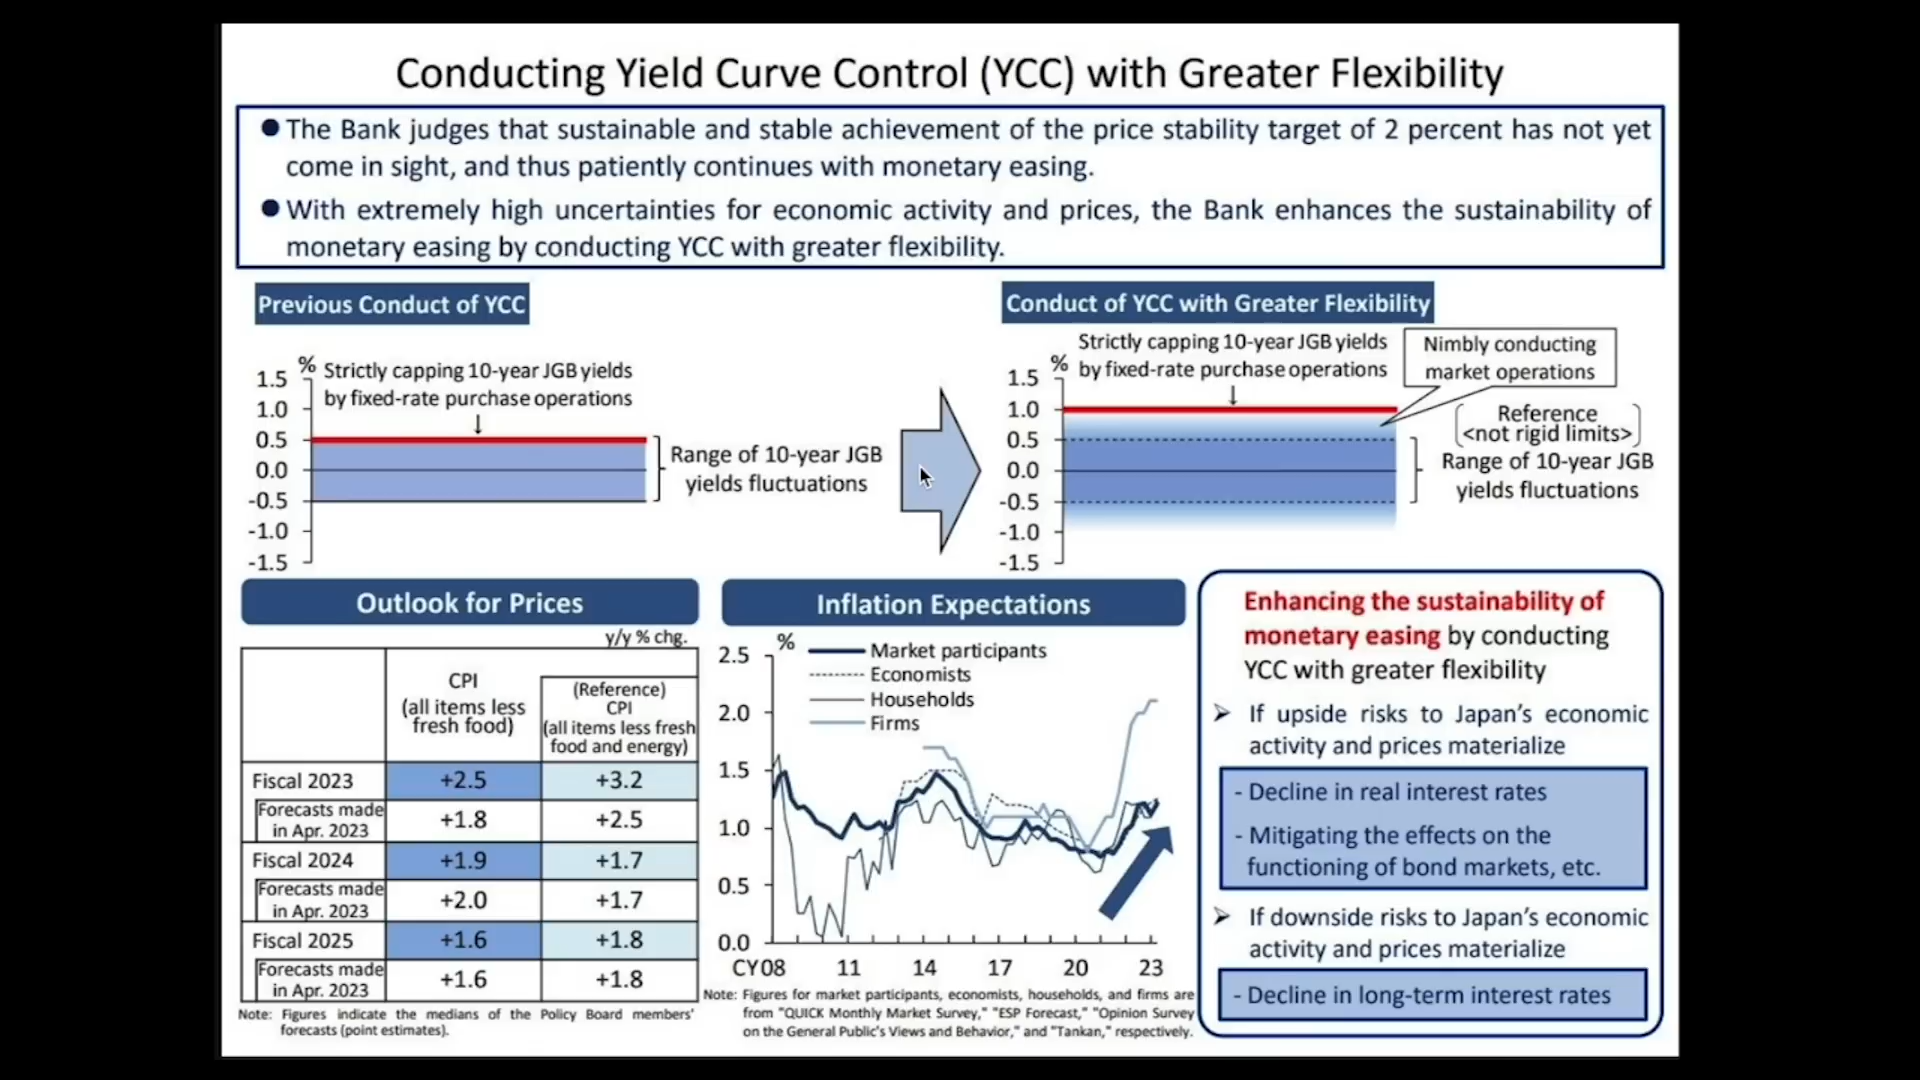 Conducting Yield Curve Control (YCC) with Greater Flexibility
● The Bank judges that sustainable and stable achievement of the price stability target of 2 percent has not yet
come in sight, and thus patiently continues with monetary easing.
● With extremely high uncertainties for economic activity and prices, the Bank enhances the sustainability of
monetary easing by conducting YCC with greater flexibility.
Previous Conduct of YCC
%
Strictly capping 10-year JGB yields
by fixed-rate purchase operations
↓
1.5
1.0
0.5
0.0
-0.5
-1.0
-1.5
Range of 10-year JGB
yields fluctuations
Conduct of YCC with Greater Flexibility
%
Strictly capping 10-year JGB yields
by fixed-rate purchase operations
↓
Nimbly conducting
market operations
1.5
1.0
0.5
0.0
-0.5
-1.0
-1.5
Reference
<not rigid limits>
Range of 10-year JGB
yields fluctuations
Outlook for Prices
y/y % chg.
CPI
(all items less
fresh food)
(Reference)
CPI
(all items less fresh
food and energy)
Fiscal 2023 +2.5 +3.2
Forecasts made
in Apr. 2023 +1.8 +2.5
Fiscal 2024 +1.9 +1.7
Forecasts made
in Apr. 2023 +2.0 +1.7
Fiscal 2025 +1.6 +1.8
Forecasts made
in Apr. 2023 +1.6 +1.8
Note: Figures indicate the medians of the Policy Board members'
forecasts (point estimates).
Inflation Expectations
%
Market participants
Economists
Households
Firms
2.5
2.0
1.5
1.0
0.5
0.0
CY08 11 14 17 20 23
Note: Figures for market participants, economists, households, and firms are
from "QUICK Monthly Market Survey," "ESP Forecast," "Opinion Survey
on the General Public's Views and Behavior," and "Tankan," respectively.
Enhancing the sustainability of
monetary easing by conducting
YCC with greater flexibility
➢ If upside risks to Japan's economic
activity and prices materialize
- Decline in real interest rates
- Mitigating the effects on the
functioning of bond markets, etc.
➢ If downside risks to Japan's economic
activity and prices materialize
- Decline in long-term interest rates